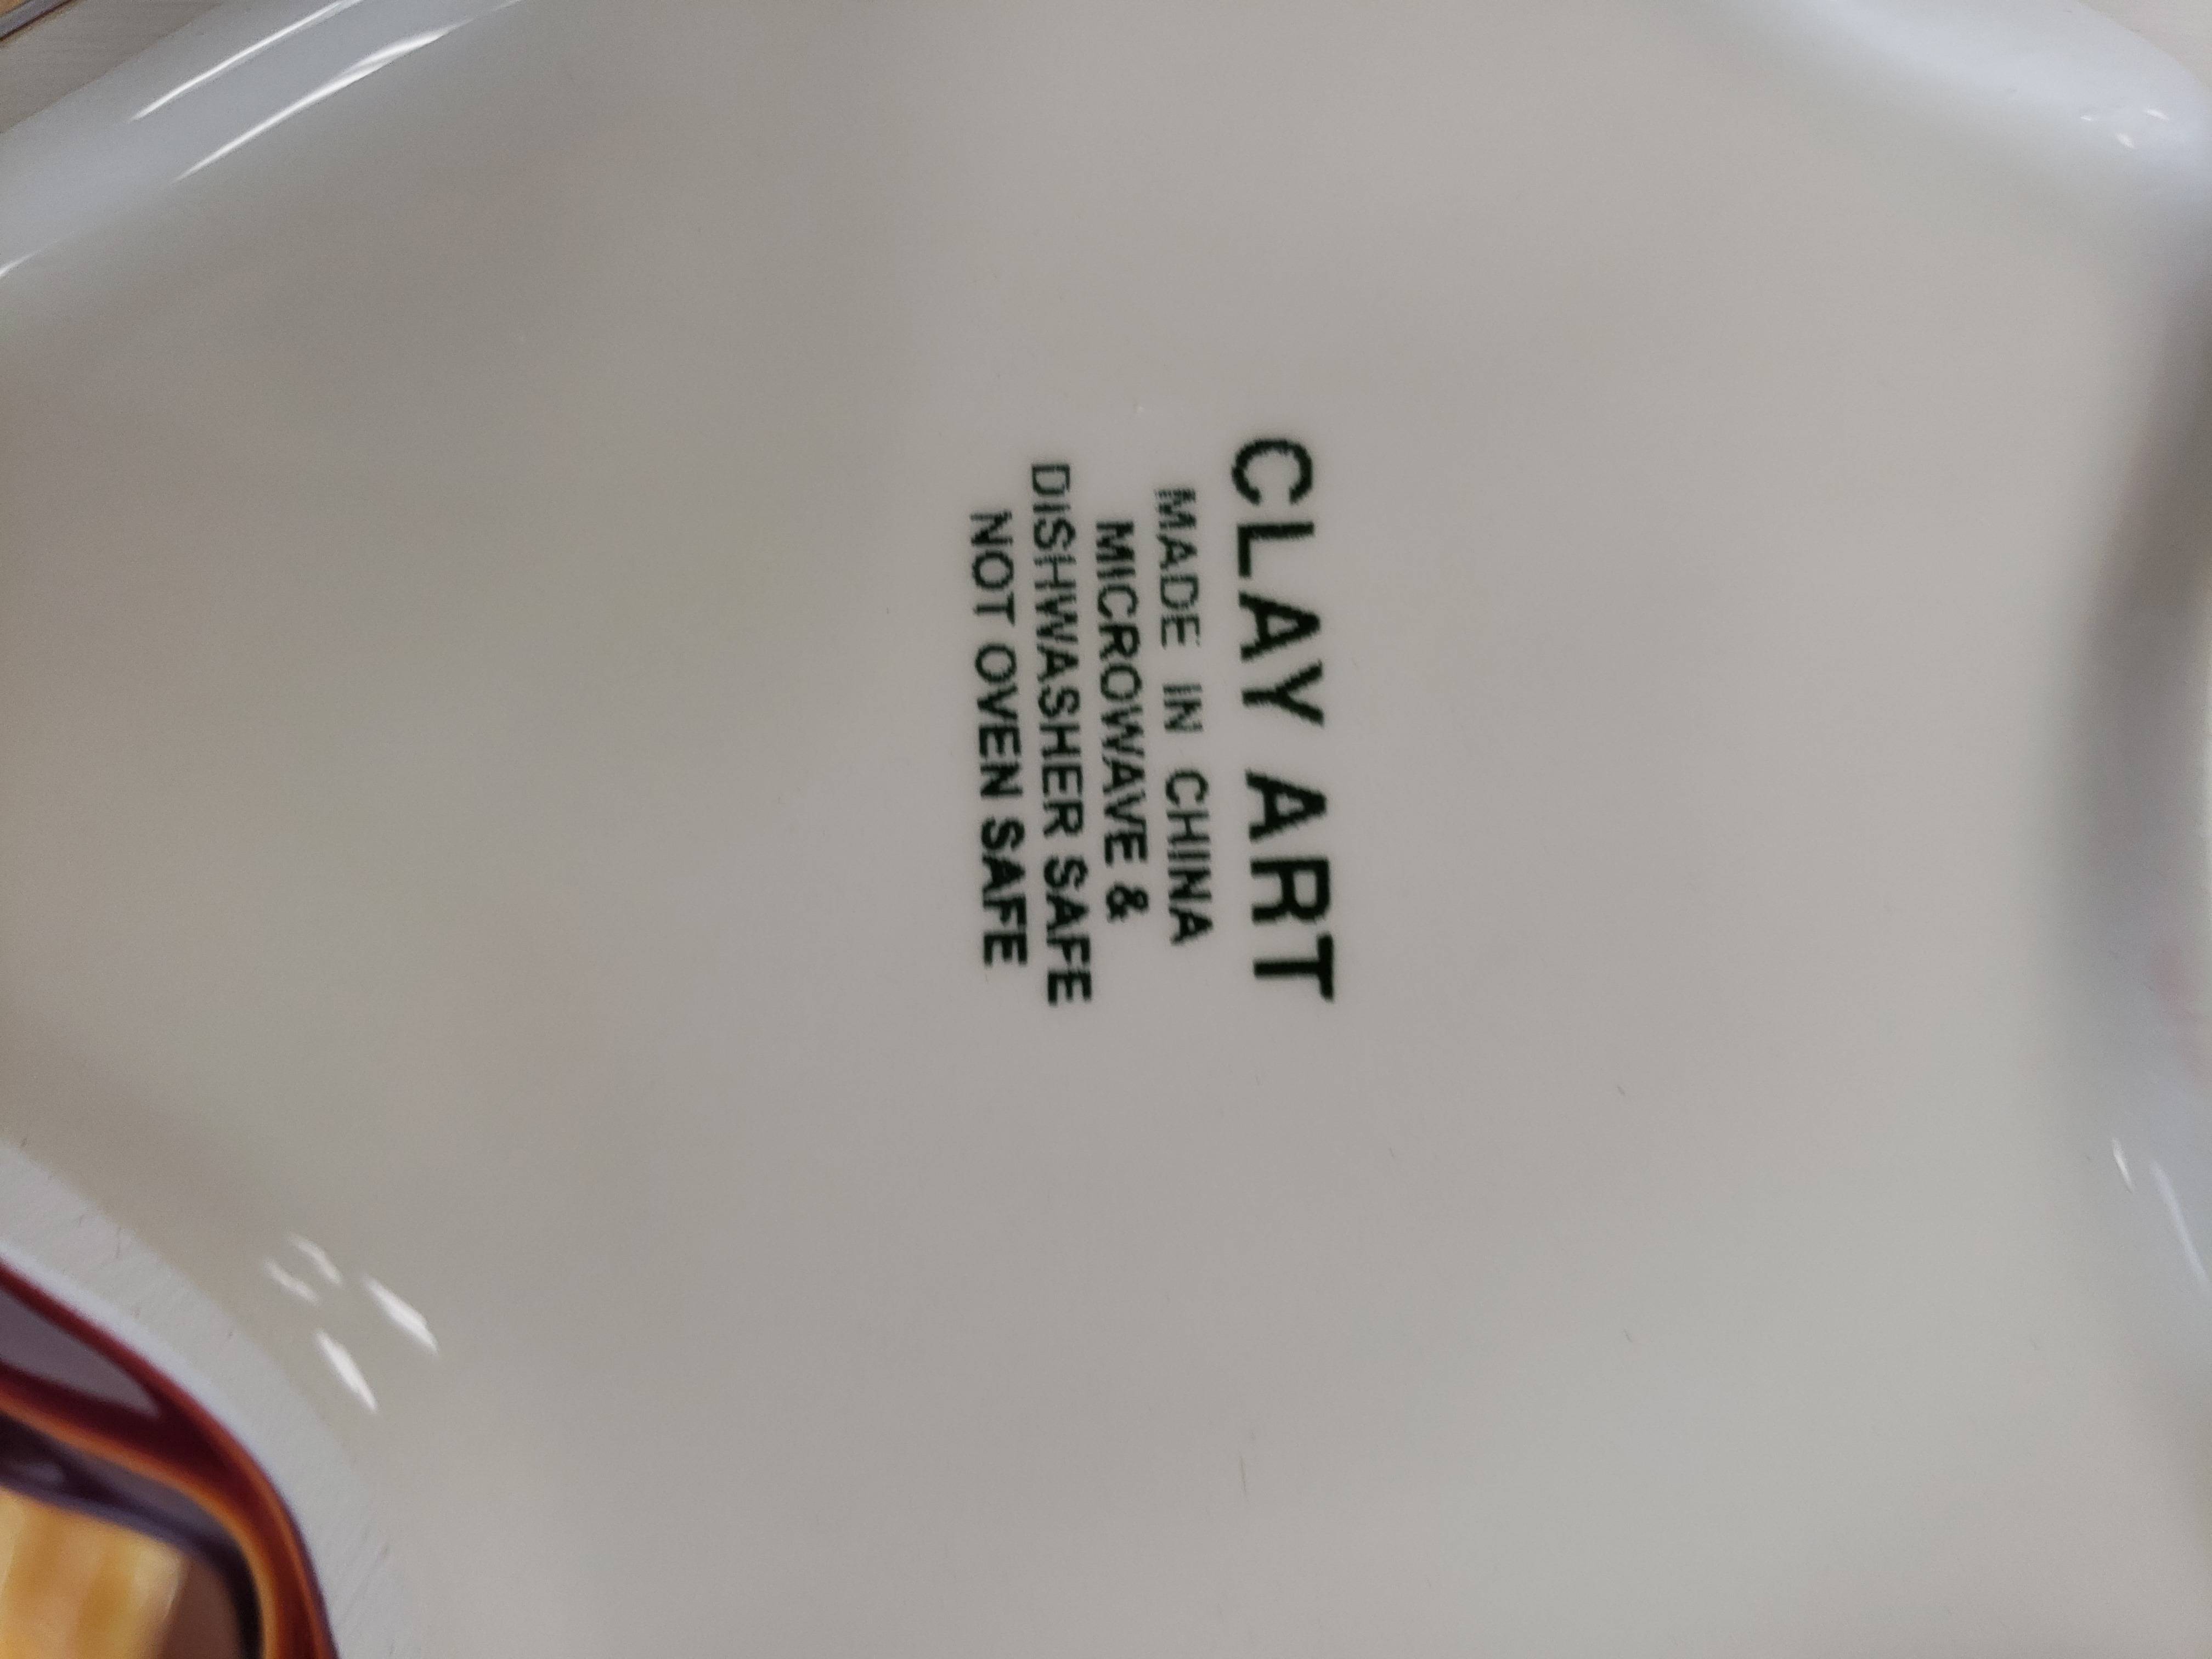 CLAY ART
MADE IN CHINA
MICROWAVE &
DISHWASHER SAFE
NOT OVEN SAFE